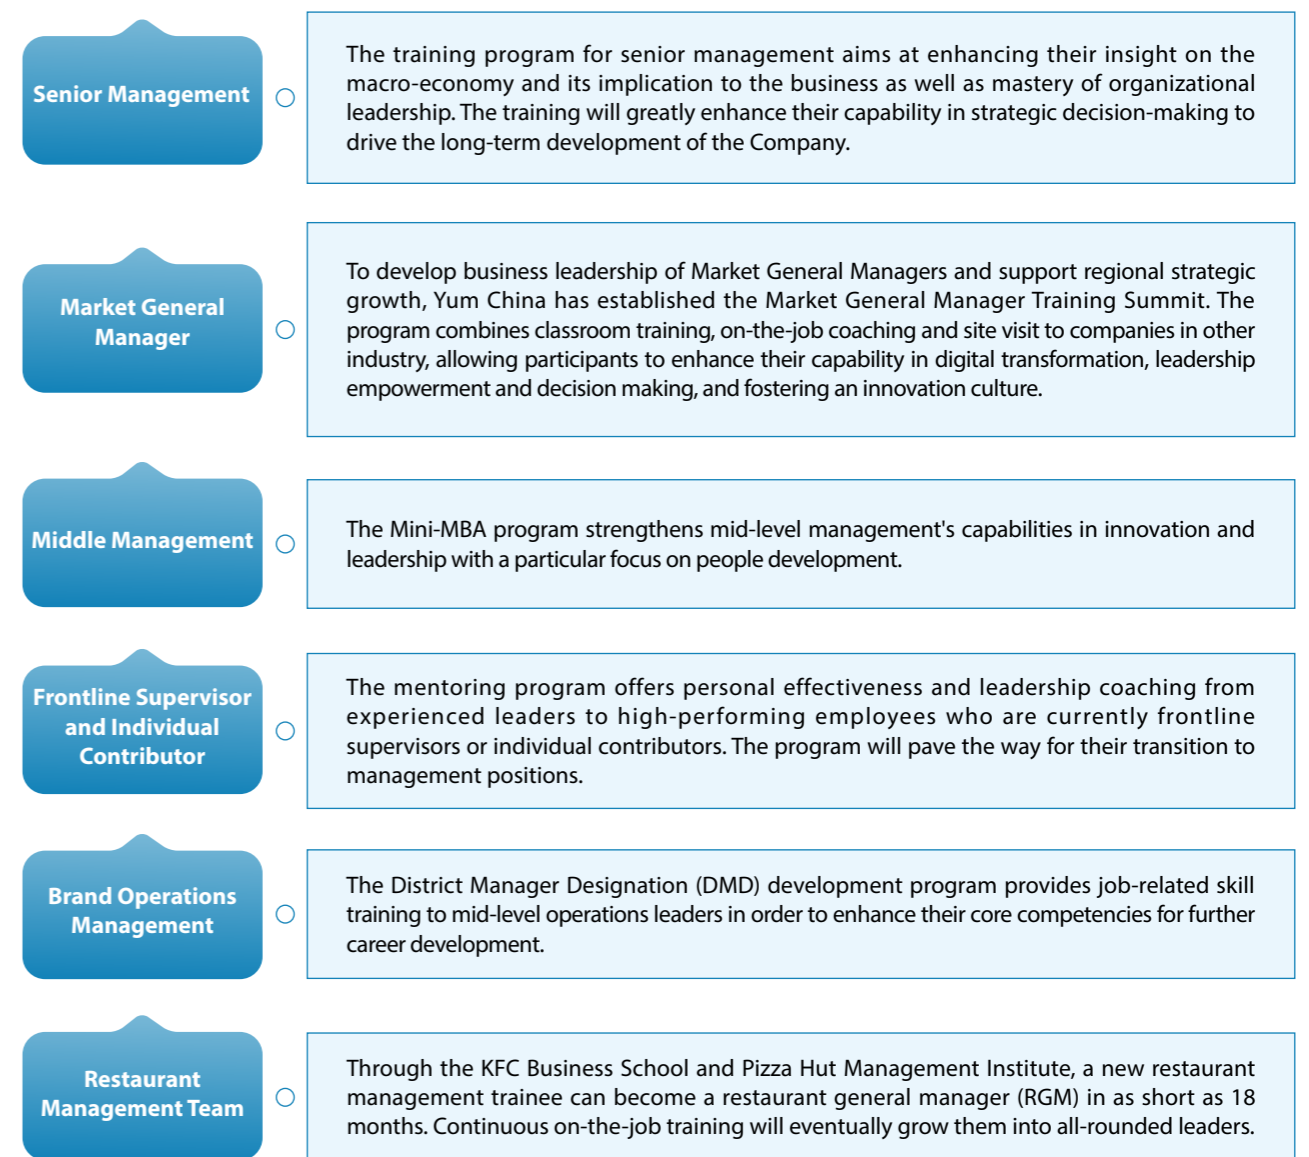 Senior Management
The training program for senior management aims at enhancing their insight on the
macro-economy and its implication to the business as well as mastery of organizational
leadership. The training will greatly enhance their capability in strategic decision-making to
drive the long-term development of the Company.
Market General
Manager
To develop business leadership of Market General Managers and support regional strategic
growth, Yum China has established the Market General Manager Training Summit. The
program combines classroom training, on-the-job coaching and site visit to companies in other
industry, allowing participants to enhance their capability in digital transformation, leadership
empowerment and decision making, and fostering an innovation culture.
Middle Management
The Mini-MBA program strengthens mid-level management's capabilities in innovation and
leadership with a particular focus on people development.
Frontline Supervisor
and Individual
Contributor
The mentoring program offers personal effectiveness and leadership coaching from
experienced leaders to high-performing employees who are currently frontline
supervisors or individual contributors. The program will pave the way for their transition to
management positions.
Brand Operations
Management
The District Manager Designation (DMD) development program provides job-related skill
training to mid-level operations leaders in order to enhance their core competencies for further
career development.
Restaurant
Management Team
Through the KFC Business School and Pizza Hut Management Institute, a new restaurant
management trainee can become a restaurant general manager (RGM) in as short as 18
months. Continuous on-the-job training will eventually grow them into all-rounded leaders.